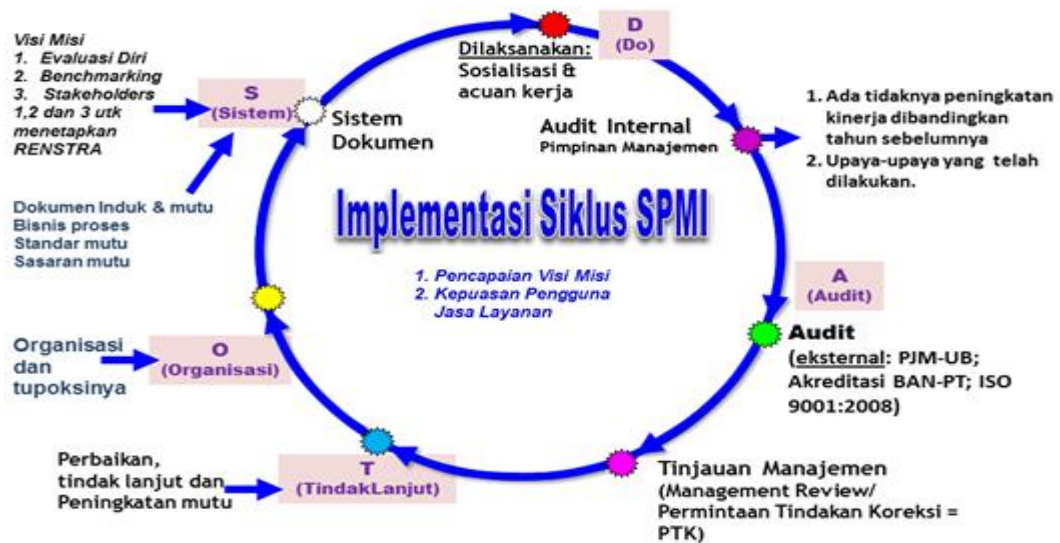 Visi Misi
1. Evaluasi Diri
2. Benchmarking
3. Stakeholders
1,2 dan 3 utk
menetapkan
RENSTRA
S
(Sistem)
Sistem
Dokumen
Dokumen Induk & mutu
Bisnis proses
Standar mutu
Sasaran mutu
D
(Do)
Dilaksanakan:
Sosialisasi &
acuan kerja
Audit Internal
Pimpinan Manajemen
1. Ada tidaknya peningkatan
kinerja dibandingkan
tahun sebelumnya
2. Upaya-upaya yang telah
dilakukan.
Implementasi Siklus SPMI
1. Pencapaian Visi Misi
2. Kepuasan Pengguna
Jasa Layanan
A
(Audit)
Audit
(eksternal: PJM-UB;
Akreditasi BAN-PT; ISO
9001:2008)
Tinjauan Manajemen
(Management Review/
Permintaan Tindakan Koreksi =
PTK)
T
(TindakLanjut)
Perbaikan,
tindak lanjut dan
Peningkatan mutu
O
(Organisasi)
Organisasi
dan
tupoksinya